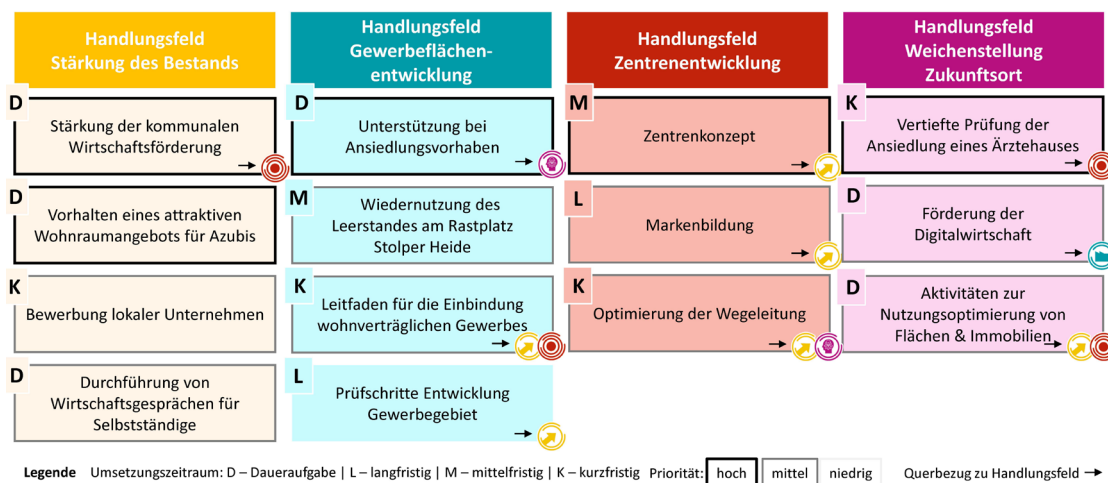 Handlungsfeld
Stärkung des Bestands
D
Stärkung der kommunalen
Wirtschaftsförderung
D
Vorhalten eines attraktiven
Wohnraumangebots für Azubis
K
Bewerbung lokaler Unternehmen
D
Durchführung von
Wirtschaftsgesprächen für
Selbstständige
Handlungsfeld
Gewerbeflächen-
entwicklung
D
Unterstützung bei
Ansiedlungsvorhaben
M
Wiedernutzung des
Leerstandes am Rastplatz
Stolper Heide
K
Leitfaden für die Einbindung
wohnverträglichen Gewerbes
L
Prüfschritte Entwicklung
Gewerbegebiet
Handlungsfeld
Zentrenentwicklung
M
Zentrenkonzept
L
Markenbildung
K
Optimierung der Wegeleitung
Handlungsfeld
Weichenstellung
Zukunftsort
K
Vertiefte Prüfung der
Ansiedlung eines Ärztehauses
D
Förderung der
Digitalwirtschaft
D
Aktivitäten zur
Nutzungsoptimierung von
Flächen & Immobilien
Legende Umsetzungszeitraum: D – Daueraufgabe | L – langfristig | M – mittelfristig | K – kurzfristig Priorität: hoch mittel niedrig Querbezug zu Handlungsfeld →